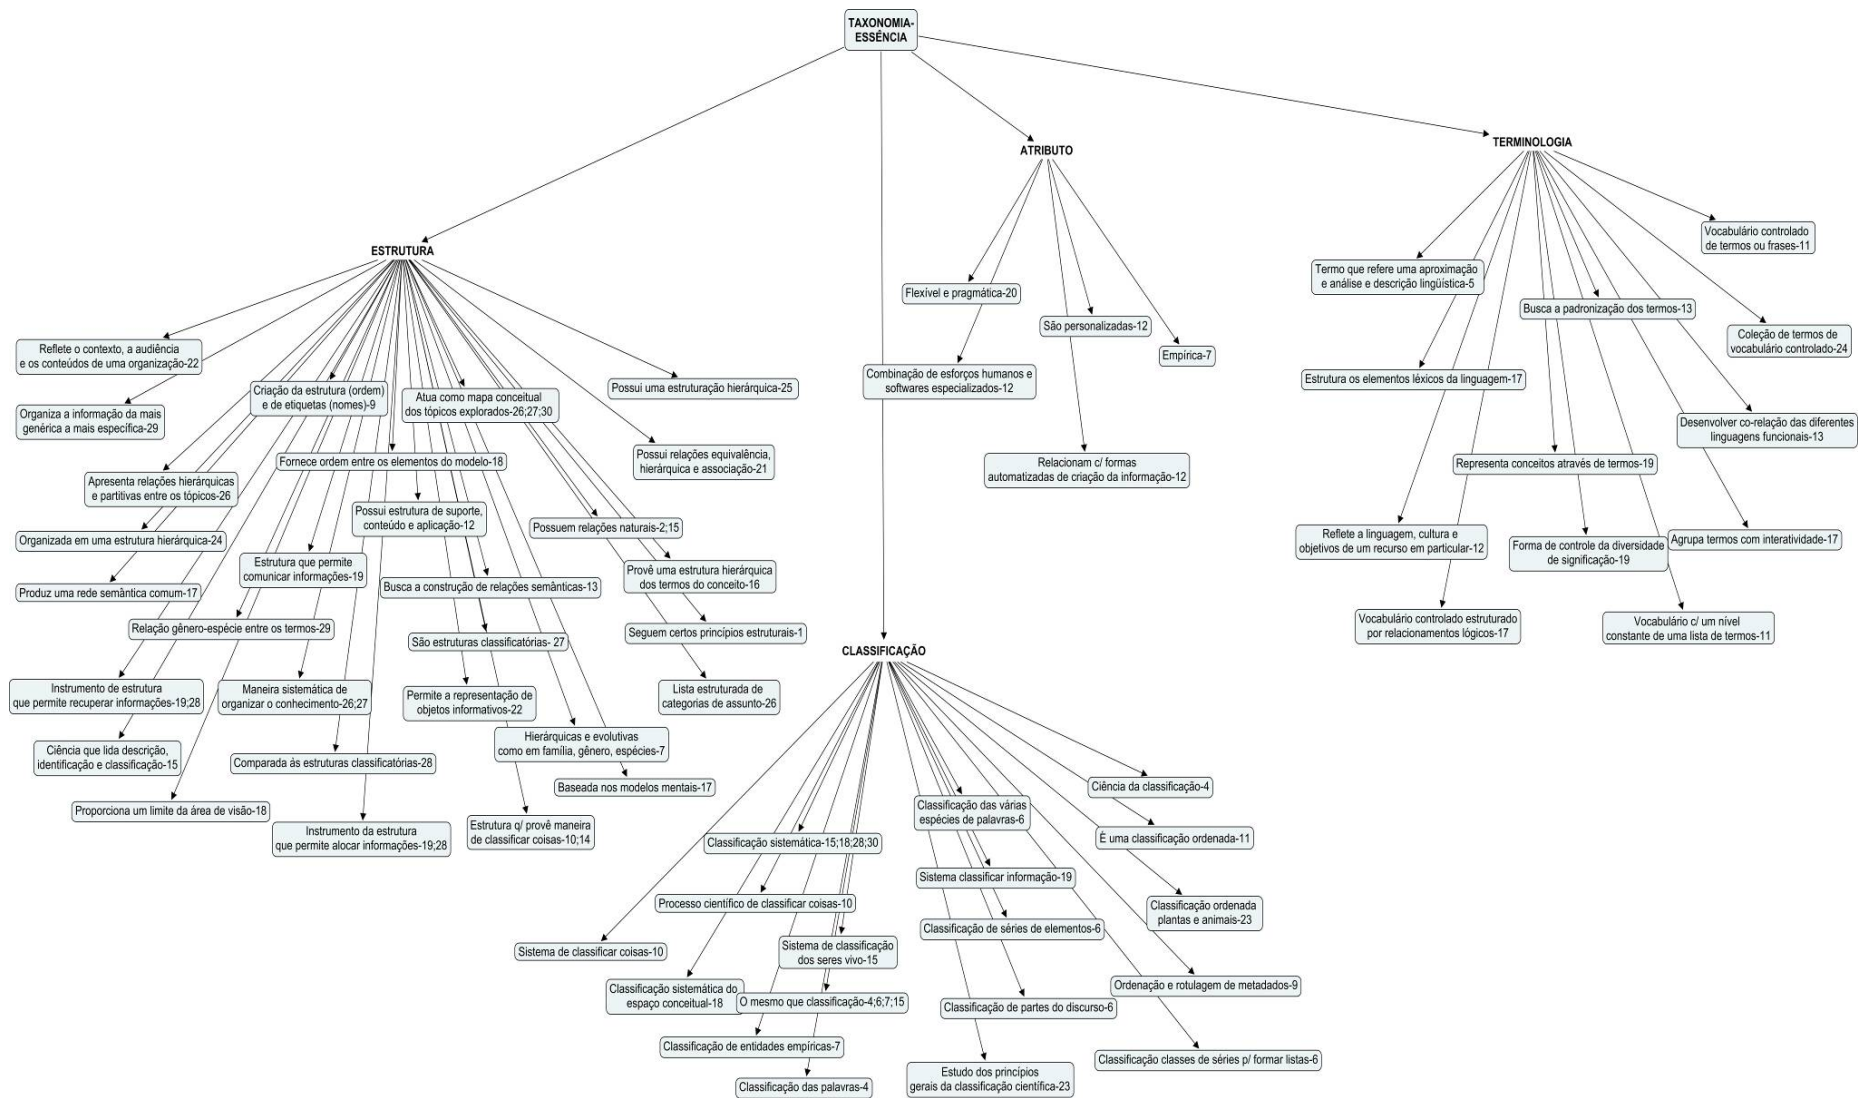 TAXONOMIA-
ESSÊNCIA
ESTRUTURA
Reflete o contexto, a audiência
e os conteúdos de uma organização-22
Organiza a informação da mais
genérica a mais específica-29
Criação da estrutura (ordem)
e de etiquetas (nomes)-9
Atua como mapa conceitual
dos tópicos explorados-26;27;30
Possui uma estruturação hierárquica-25
Possui relações equivalência,
hierárquica e associação-21
Fornece ordem entre os elementos do modelo-18
Apresenta relações hierárquicas
e partitivas entre os tópicos-26
Possui estrutura de suporte,
conteúdo e aplicação-12
Possuem relações naturais-2;15
Organizada em uma estrutura hierárquica-24
Estrutura que permite
comunicar informações-19
Provê uma estrutura hierárquica
dos termos do conceito-16
Busca a construção de relações semânticas-13
Produz uma rede semântica comum-17
Relação gênero-espécie entre os termos-29
Seguem certos princípios estruturais-1
São estruturas classificatórias- 27
Instrumento de estrutura
que permite recuperar informações-19;28
Maneira sistemática de
organizar o conhecimento-26;27
Permite a representação de
objetos informativos-22
Lista estruturada de
categorias de assunto-26
Hierárquicas e evolutivas
como em família, gênero, espécies-7
Ciência que lida descrição,
identificação e classificação-15
Comparada ás estruturas classificatórias-28
Baseada nos modelos mentais-17
Proporciona um limite da área de visão-18
Instrumento da estrutura
que permite alocar informações-19;28
Estrutura q/ provê maneira
de classificar coisas-10;14
CLASSIFICAÇÃO
Ciência da classificação-4
Classificação das várias
espécies de palavras-6
É uma classificação ordenada-11
Classificação sistemática-15;18;28;30
Sistema classificar informação-19
Processo científico de classificar coisas-10
Classificação ordenada
plantas e animais-23
Classificação de séries de elementos-6
Sistema de classificar coisas-10
Sistema de classificação
dos seres vivo-15
Ordenação e rotulagem de metadados-9
Classificação sistemática do
espaço conceitual-18
O mesmo que classificação-4;6;7;15
Classificação de partes do discurso-6
Classificação de entidades empíricas-7
Classificação classes de séries p/ formar listas-6
Estudo dos princípios
gerais da classificação científica-23
Classificação das palavras-4
ATRIBUTO
Flexível e pragmática-20
São personalizadas-12
Empírica-7
Combinação de esforços humanos e
softwares especializados-12
Relacionam c/ formas
automatizadas de criação da informação-12
TERMINOLOGIA
Vocabulário controlado
de termos ou frases-11
Termo que refere uma aproximação
e análise e descrição lingüística-5
Busca a padronização dos termos-13
Coleção de termos de
vocabulário controlado-24
Estrutura os elementos léxicos da linguagem-17
Desenvolver co-relação das diferentes
linguagens funcionais-13
Representa conceitos através de termos-19
Reflete a linguagem, cultura e
objetivos de um recurso em particular-12
Forma de controle da diversidade
de significação-19
Agrupa termos com interatividade-17
Vocabulário controlado estruturado
por relacionamentos lógicos-17
Vocabulário c/ um nível
constante de uma lista de termos-11